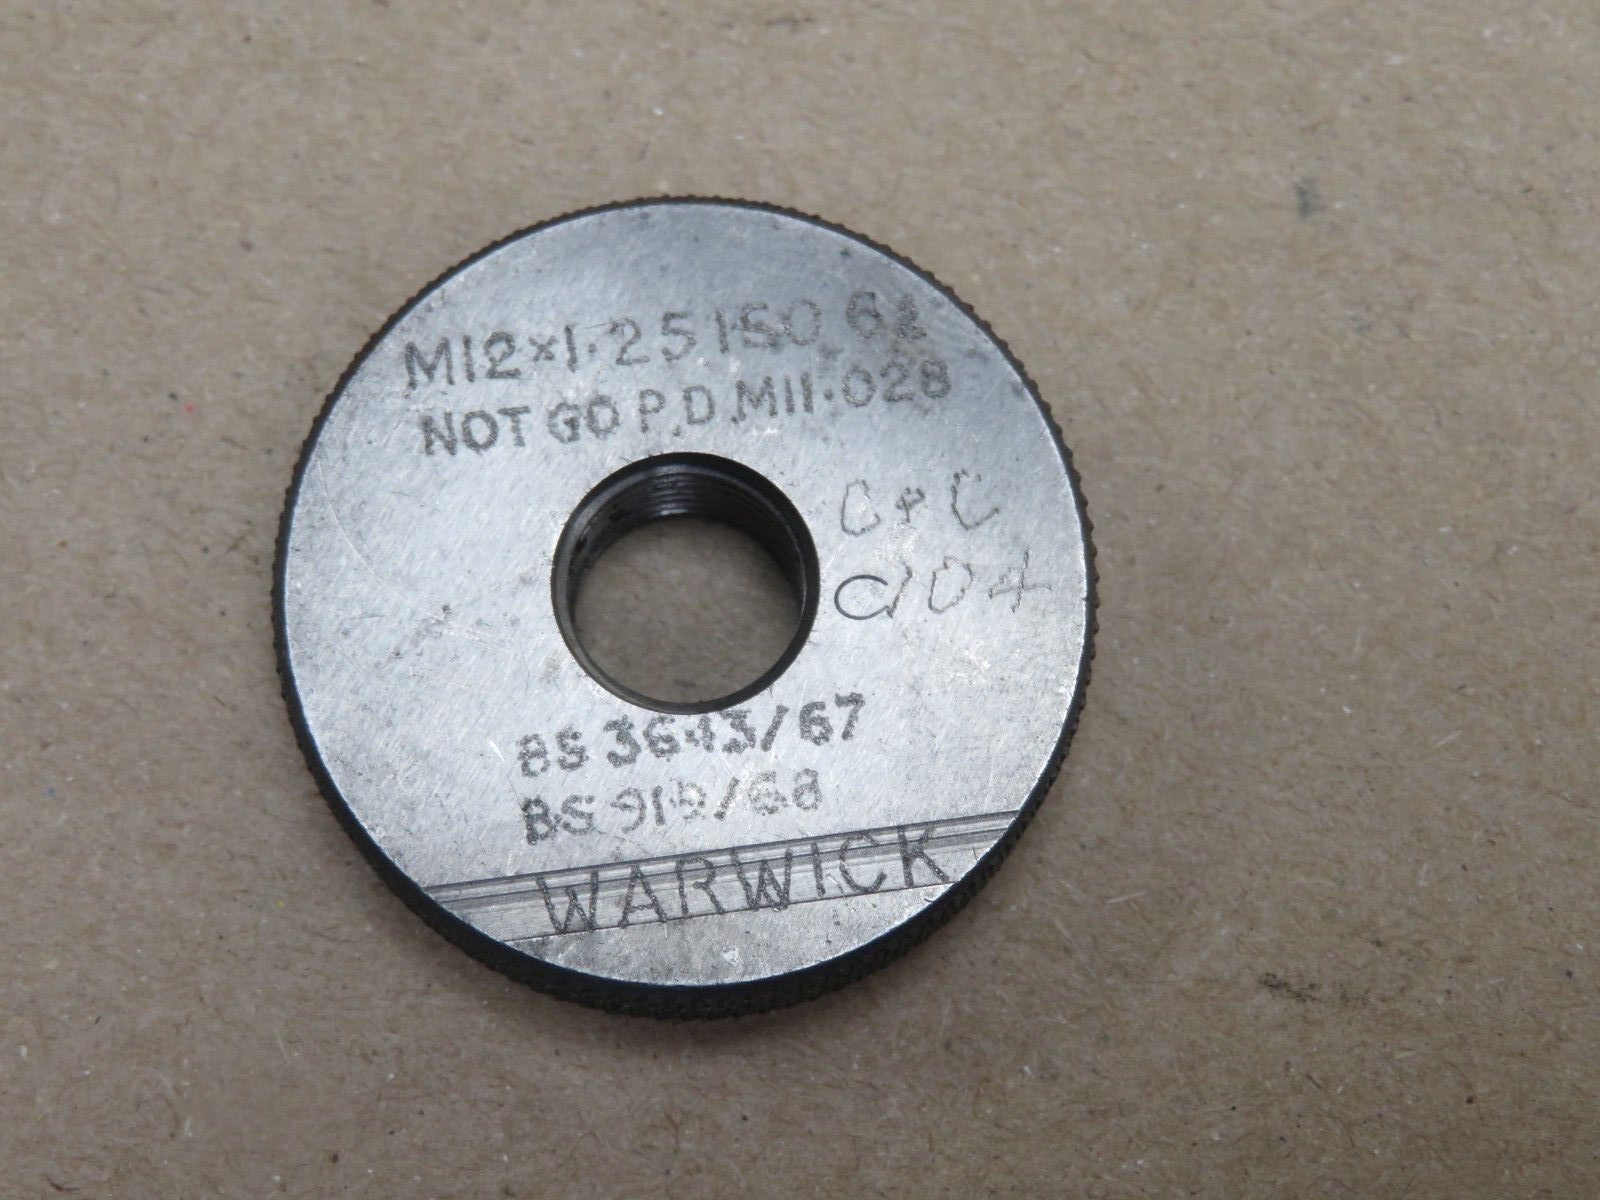 M12×1.25 ISO 6g
NOT GO P.D. M11.028
C+C
C104
BS 3643/67
BS 919/68
WARWICK